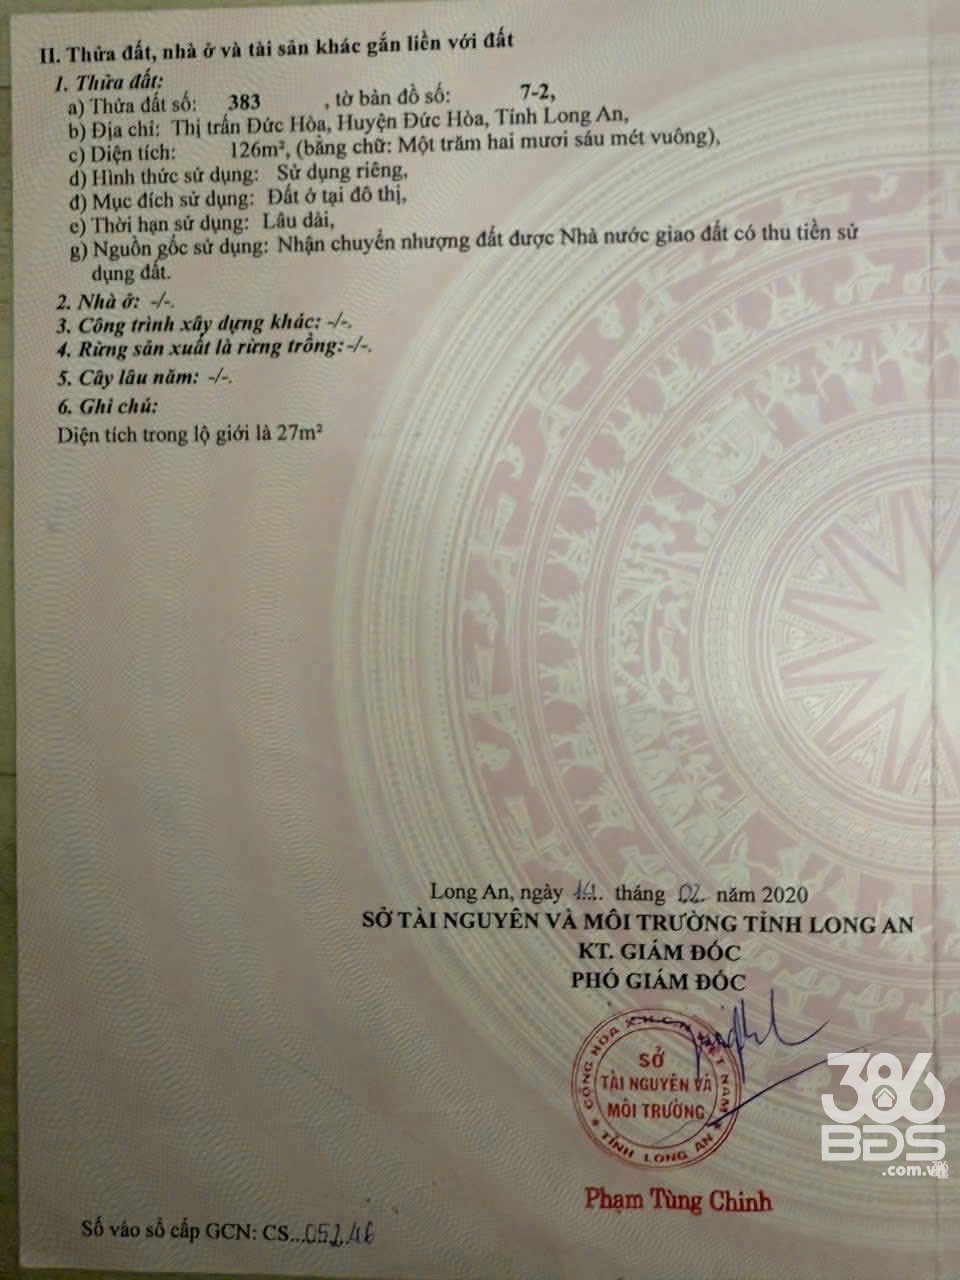 II. Thửa đất, nhà ở và tài sản khác gắn liền với đất
1. Thửa đất:
a) Thửa đất số: 383 , tờ bản đồ số: 7-2,
b) Địa chỉ: Thị trấn Đức Hòa, Huyện Đức Hòa, Tỉnh Long An,
c) Diện tích: 126m², (bằng chữ: Một trăm hai mươi sáu mét vuông),
d) Hình thức sử dụng: Sử dụng riêng,
đ) Mục đích sử dụng: Đất ở tại đô thị,
e) Thời hạn sử dụng: Lâu dài,
g) Nguồn gốc sử dụng: Nhận chuyển nhượng đất được Nhà nước giao đất có thu tiền sử
dụng đất.
2. Nhà ở: -/-.
3. Công trình xây dựng khác: -/-.
4. Rừng sản xuất là rừng trồng: -/-.
5. Cây lâu năm: -/-.
6. Ghi chú:
Diện tích trong lộ giới là 27m²
Long An, ngày tháng 02 năm 2020
SỞ TÀI NGUYÊN VÀ MÔI TRƯỜNG TỈNH LONG AN
KT. GIÁM ĐỐC
PHÓ GIÁM ĐỐC
CỘNG HÒA X.H.C.N VIỆT NAM
SỞ
TÀI NGUYÊN VÀ
MÔI TRƯỜNG
TỈNH LONG AN
386
BDS
.com.vn
Phạm Tùng Chinh
Số vào sổ cấp GCN: CS...